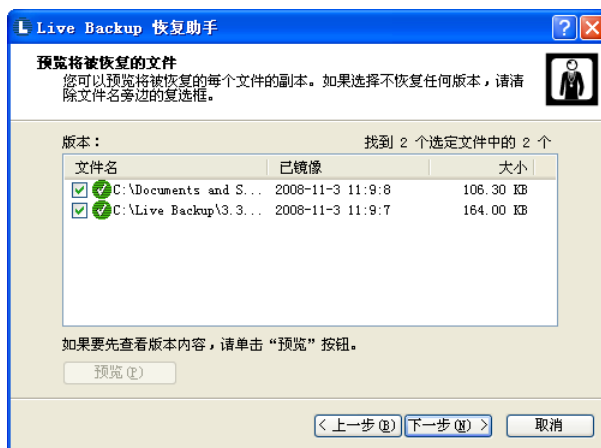 Live Backup 恢复助手
预览将被恢复的文件
您可以预览将被恢复的每个文件的副本。如果选择不恢复任何版本，请清
除文件名旁边的复选框。
版本： 找到 2 个选定文件中的 2 个
文件名 已镜像 大小
C:\Documents and S... 2008-11-3 11:9:8 106.30 KB
C:\Live Backup\3.3... 2008-11-3 11:9:7 164.00 KB
如果要先查看版本内容，请单击“预览”按钮。
预览(P)
< 上一步(B) 下一步(N) > 取消